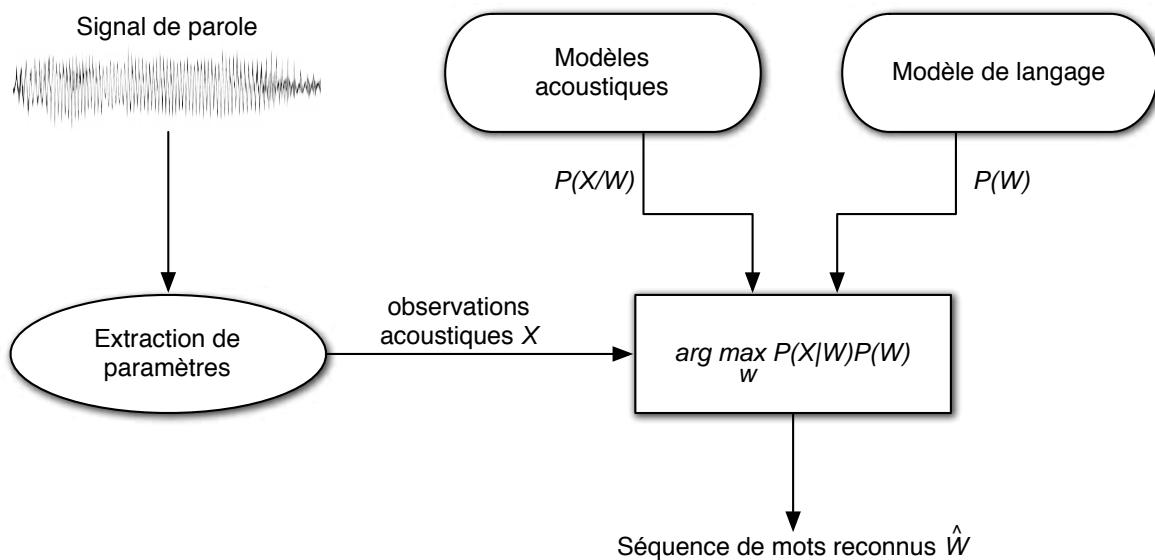 Signal de parole
Modèles
acoustiques
Modèle de langage
P(X/W)
P(W)
observations
acoustiques X
Extraction de
paramètres
arg max P(X|W)P(W)
w
Séquence de mots reconnus Ŵ